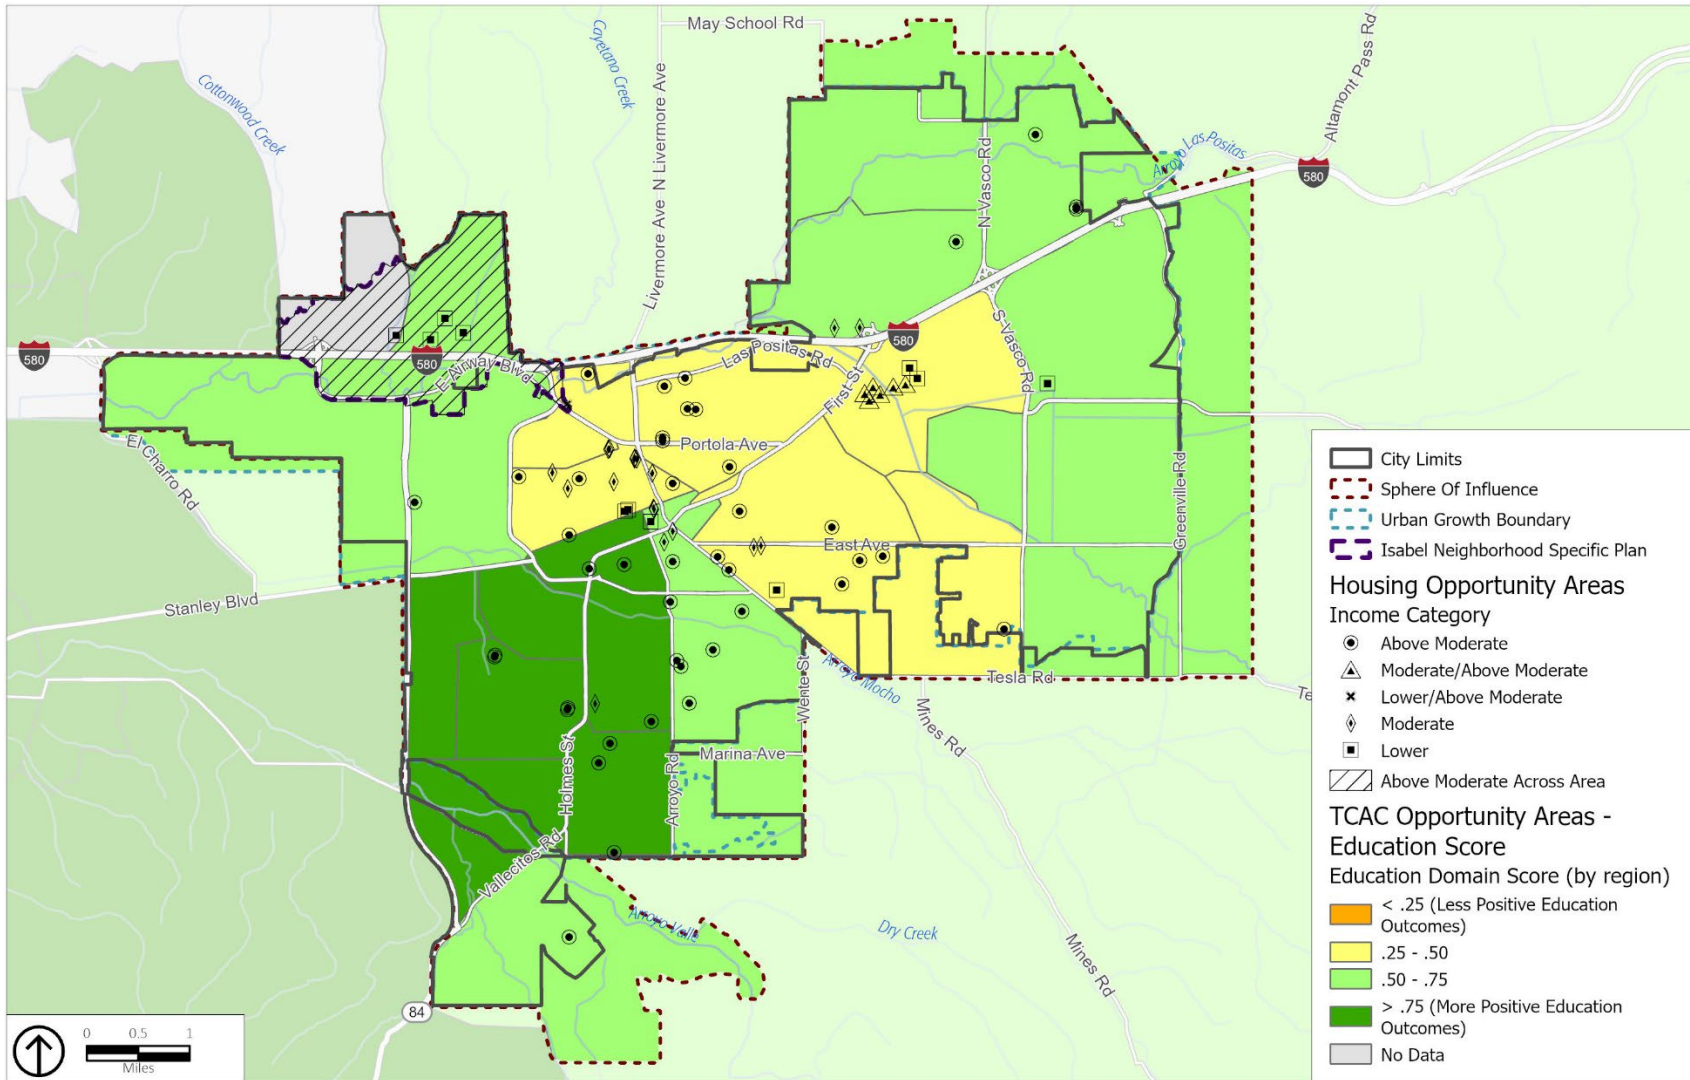 May School Rd
Cayetano Creek
Altamont Pass Rd
Cottonwood Creek
N Livermore Ave
Livermore Ave
N Vasco Rd
Arroyo Las Positas
580
580
580
580
E Airway Blvd
Las Positas Rd
First St
S Vasco Rd
El Charro Rd
Portola Ave
Greenville Rd
East Ave
Stanley Blvd
Arroyo Mocho
Wente St
Tesla Rd
Te
Mines Rd
Holmes St
Arroyo Rd
Marina Ave
Vallecitos Rd
Arroyo Valle
Dry Creek
Mines Rd
84
0 0.5 1
Miles
City Limits
Sphere Of Influence
Urban Growth Boundary
Isabel Neighborhood Specific Plan
Housing Opportunity Areas
Income Category
Above Moderate
Moderate/Above Moderate
Lower/Above Moderate
Moderate
Lower
Above Moderate Across Area
TCAC Opportunity Areas -
Education Score
Education Domain Score (by region)
< .25 (Less Positive Education
Outcomes)
.25 - .50
.50 - .75
> .75 (More Positive Education
Outcomes)
No Data